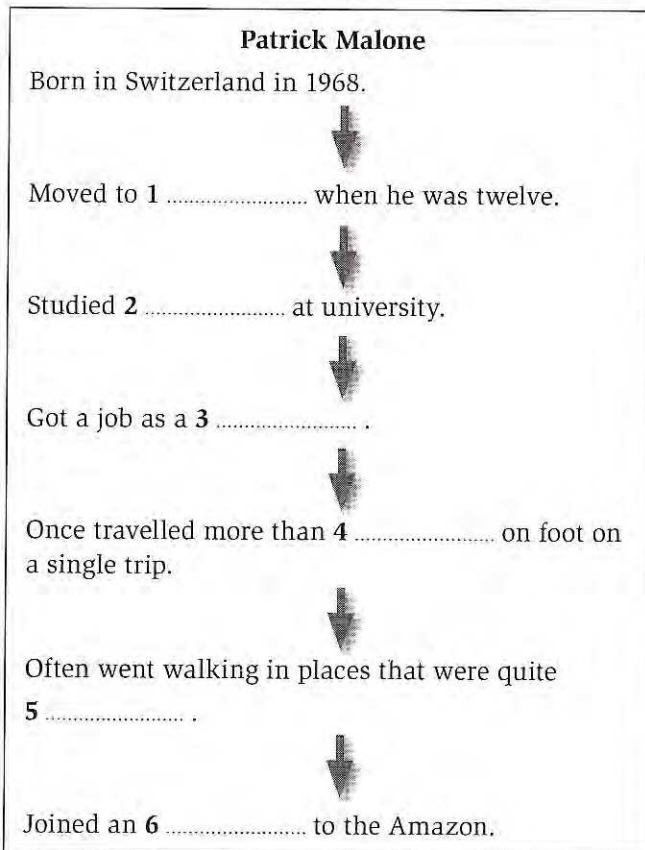 Patrick Malone
Born in Switzerland in 1968.
Moved to 1 ........................ when he was twelve.
Studied 2 ........................ at university.
Got a job as a 3 ........................ .
Once travelled more than 4 ........................ on foot on
a single trip.
Often went walking in places that were quite
5 ........................ .
Joined an 6 ........................ to the Amazon.